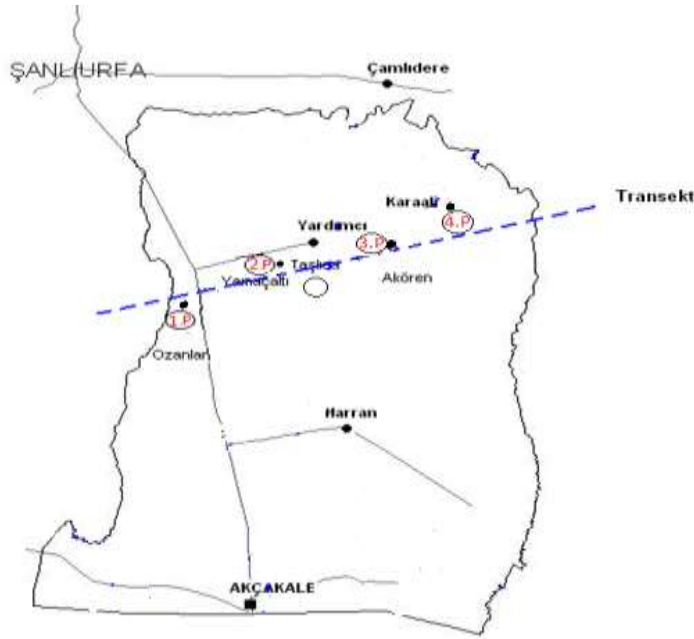 Çamlıdere
ŞANLIURFA
Transekt
Karaali
4.P
Yardımcı
3.P
2.P
Taşlıca
Akören
Yamaçaltı
1.P
Ozanlar
Harran
AKÇAKALE